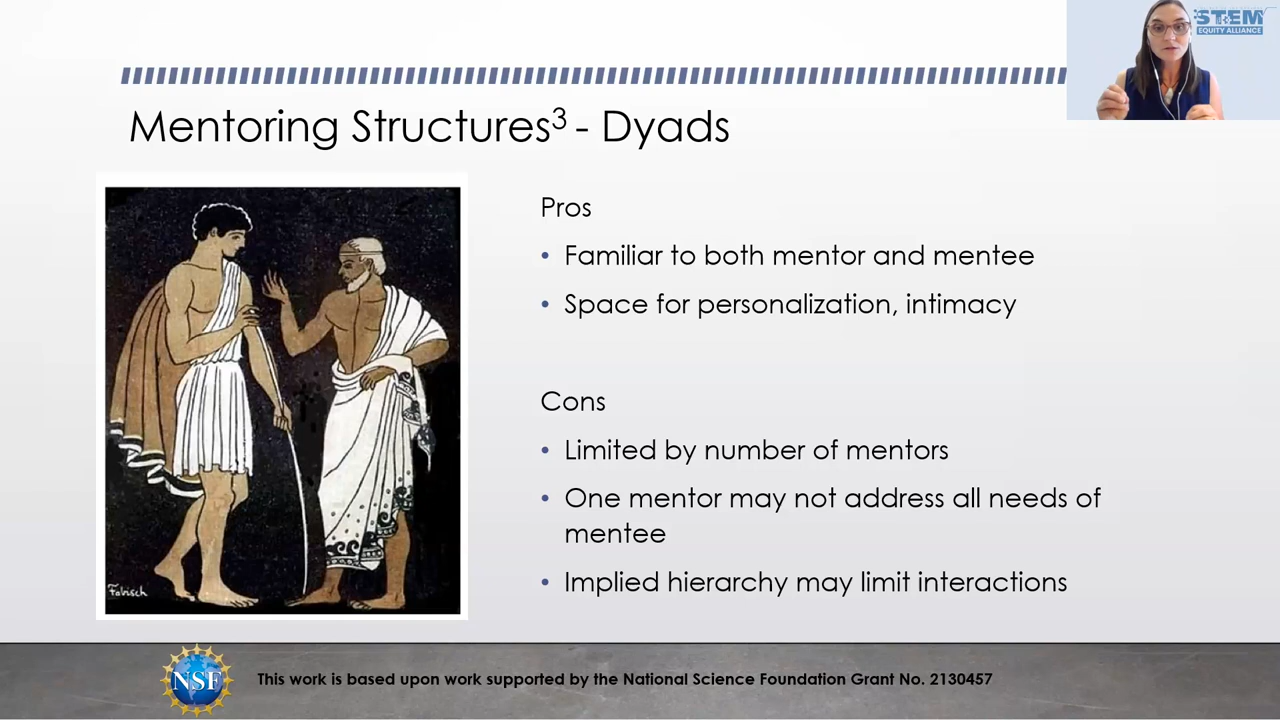 STEM
EQUITY ALLIANCE
Mentoring Structures³ - Dyads
Pros
• Familiar to both mentor and mentee
• Space for personalization, intimacy
Cons
• Limited by number of mentors
• One mentor may not address all needs of
mentee
• Implied hierarchy may limit interactions
Fabisch
NSF
This work is based upon work supported by the National Science Foundation Grant No. 2130457